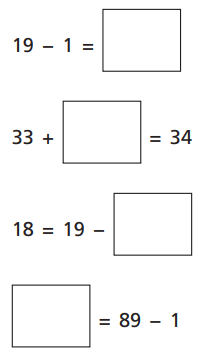 19 − 1 =
33 + = 34
18 = 19 −
= 89 − 1